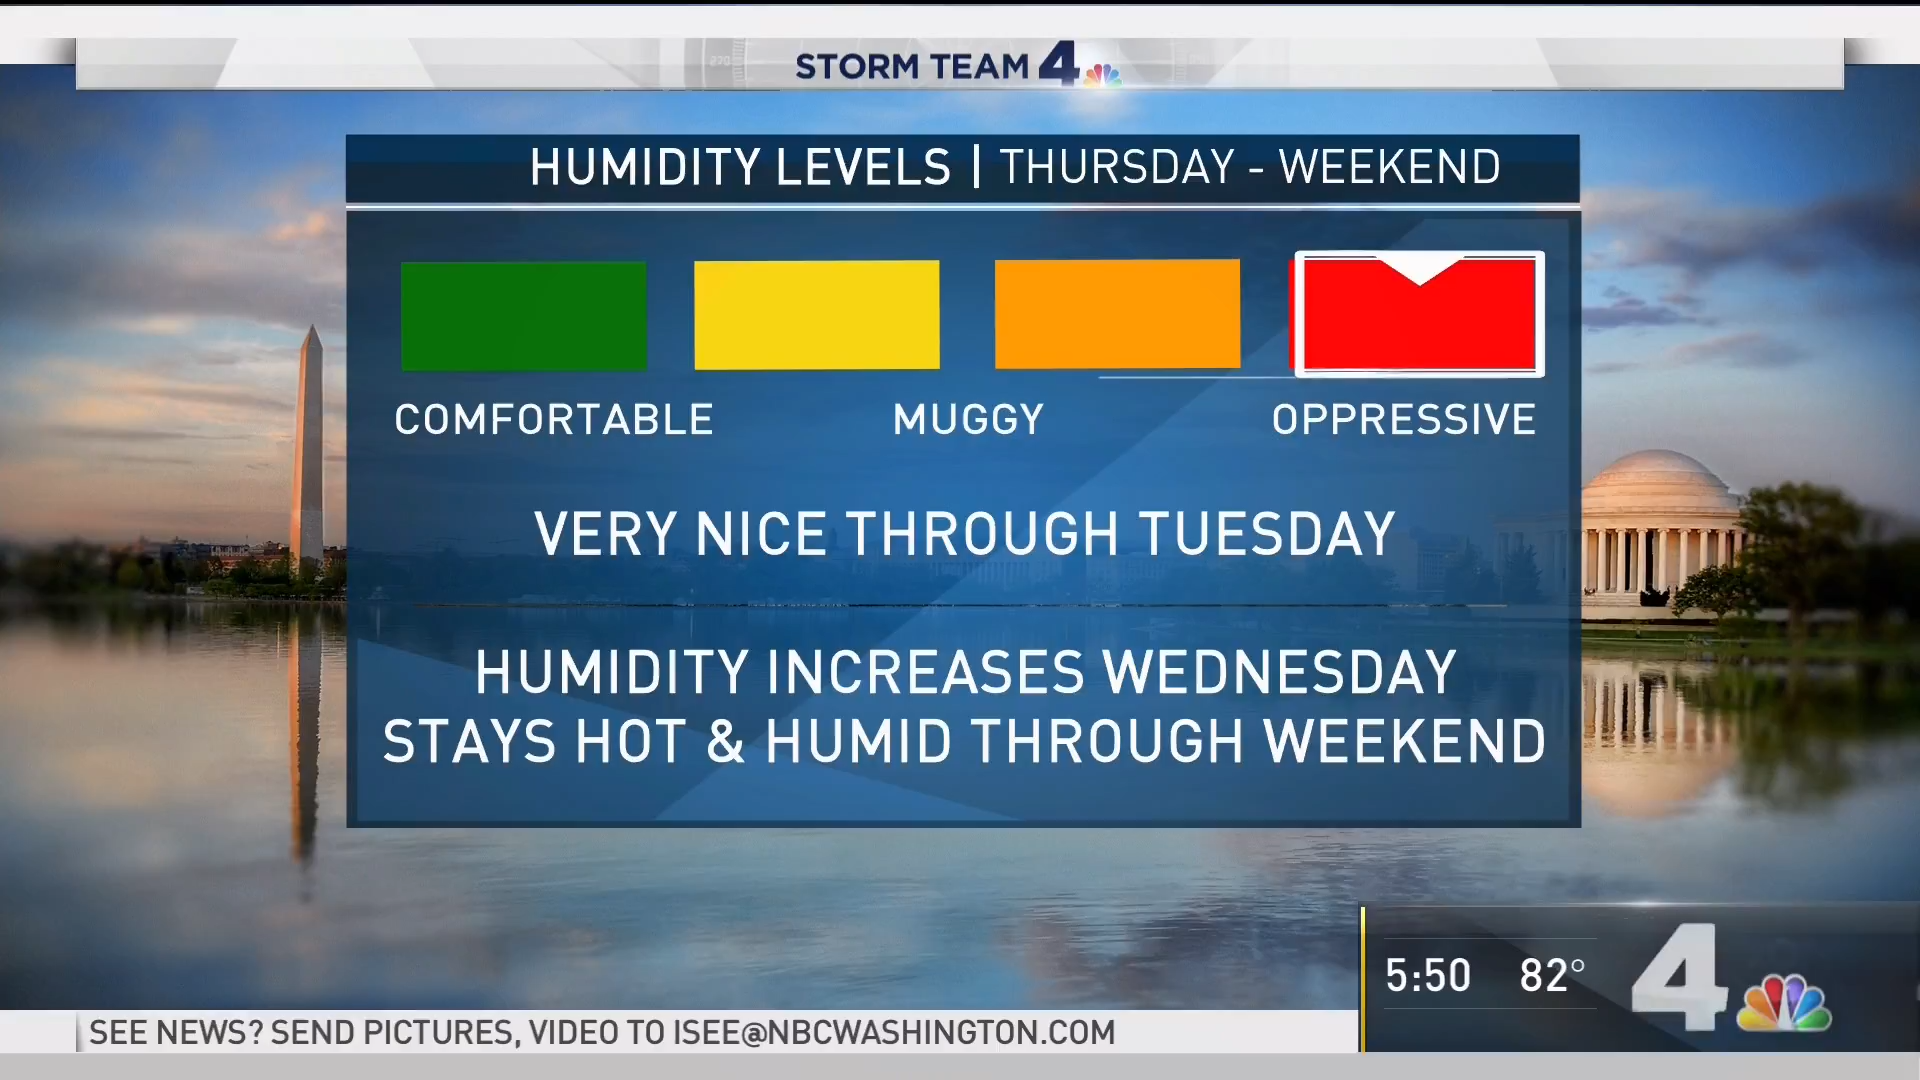 STORM TEAM 4
HUMIDITY LEVELS | THURSDAY - WEEKEND
COMFORTABLE MUGGY OPPRESSIVE
VERY NICE THROUGH TUESDAY
HUMIDITY INCREASES WEDNESDAY
STAYS HOT & HUMID THROUGH WEEKEND
5:50 82° 4
SEE NEWS? SEND PICTURES, VIDEO TO ISEE@NBCWASHINGTON.COM